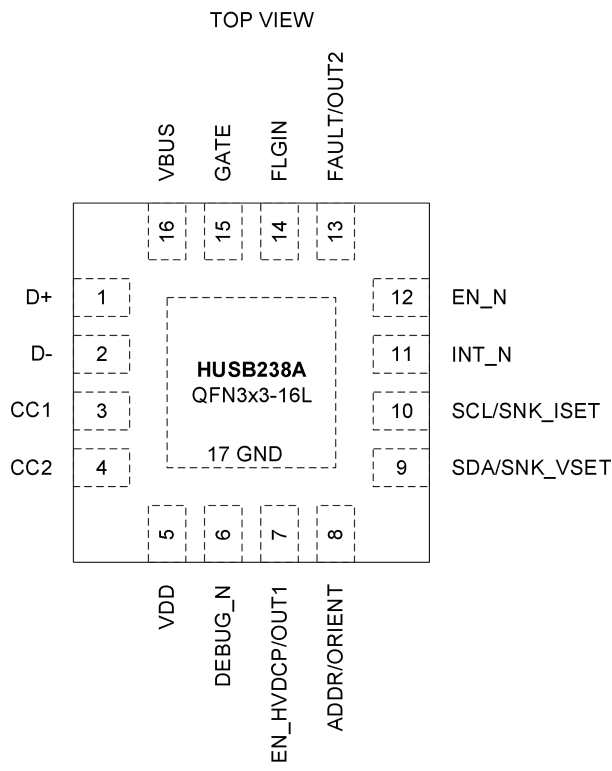 TOP VIEW
VBUS
GATE
FLGIN
FAULT/OUT2
16
15
14
13
D+ 1
12 EN_N
D- 2
11 INT_N
HUSB238A
QFN3x3-16L
CC1 3
10 SCL/SNK_ISET
CC2 4
17 GND
9 SDA/SNK_VSET
5
6
7
8
VDD
DEBUG_N
EN_HVDCP/OUT1
ADDR/ORIENT